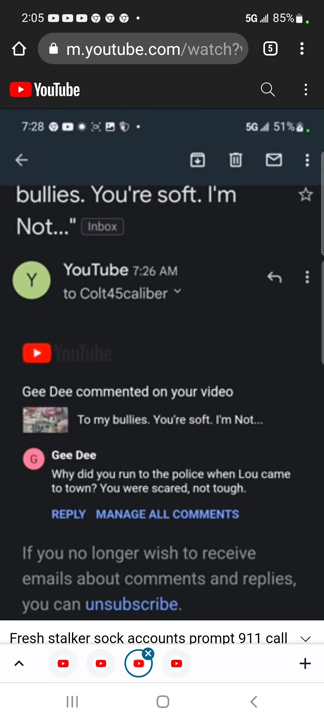 2:05
5G 85%
m.youtube.com/watch?
5
YouTube
7:28
5G 51%
bullies. You're soft. I'm
Not..." Inbox
Y
YouTube 7:26 AM
to Colt45caliber
YouTube
Gee Dee commented on your video
To my bullies. You're soft. I'm Not...
G
Gee Dee
Why did you run to the police when Lou came
to town? You were scared, not tough.
REPLY MANAGE ALL COMMENTS
If you no longer wish to receive
emails about comments and replies,
you can unsubscribe.
Fresh stalker sock accounts prompt 911 call